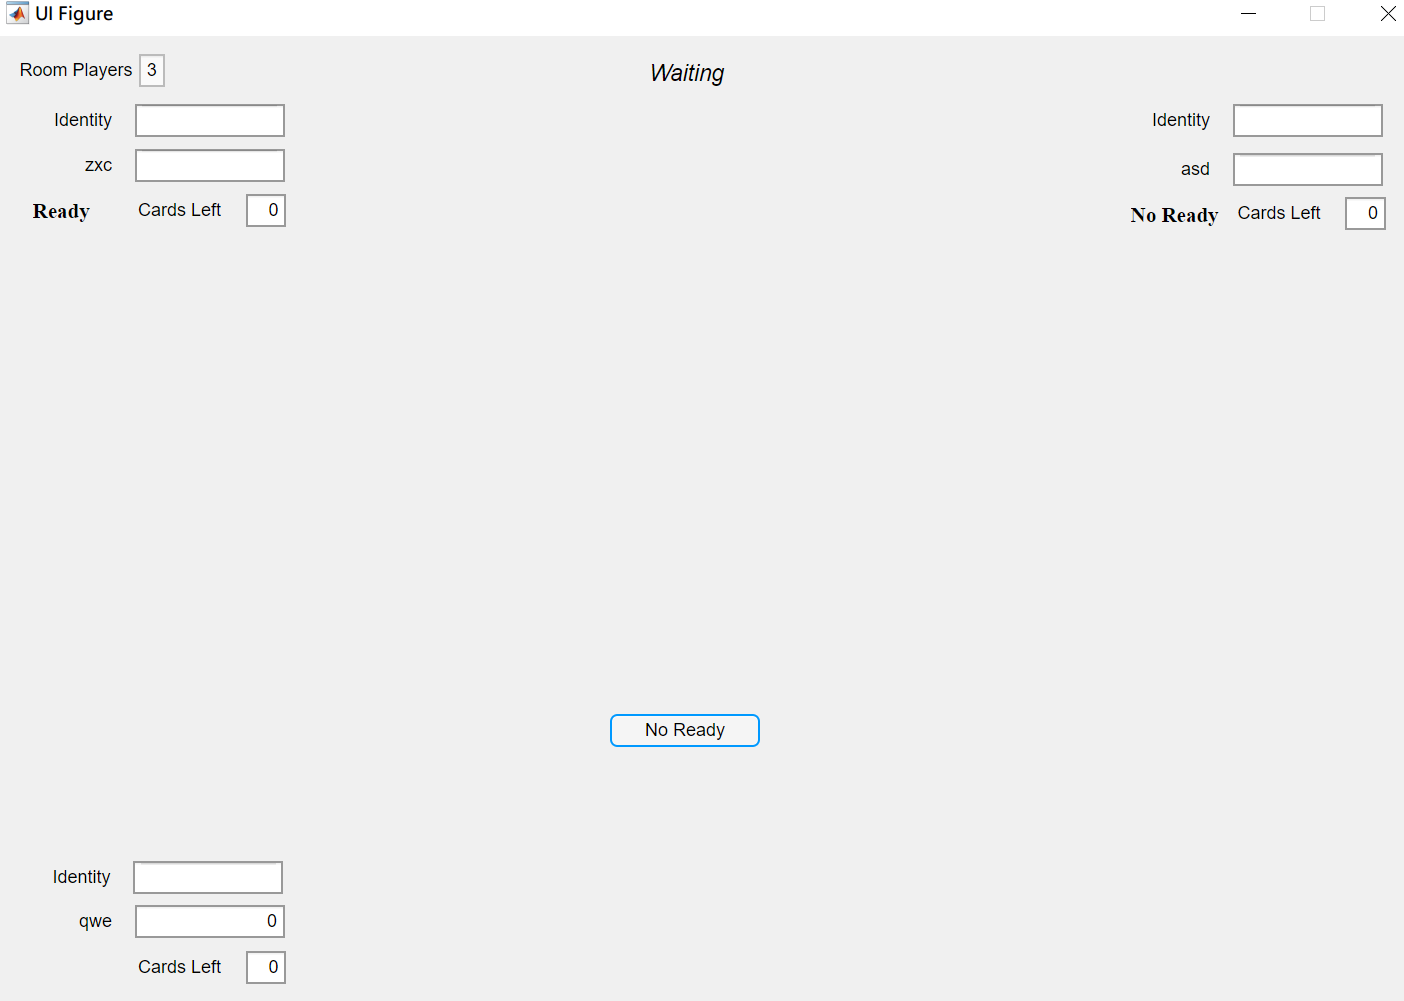 UI Figure
Room Players 3
Waiting
Identity
zxc
Ready Cards Left 0
Identity
asd
No Ready Cards Left 0
No Ready
Identity
qwe 0
Cards Left 0